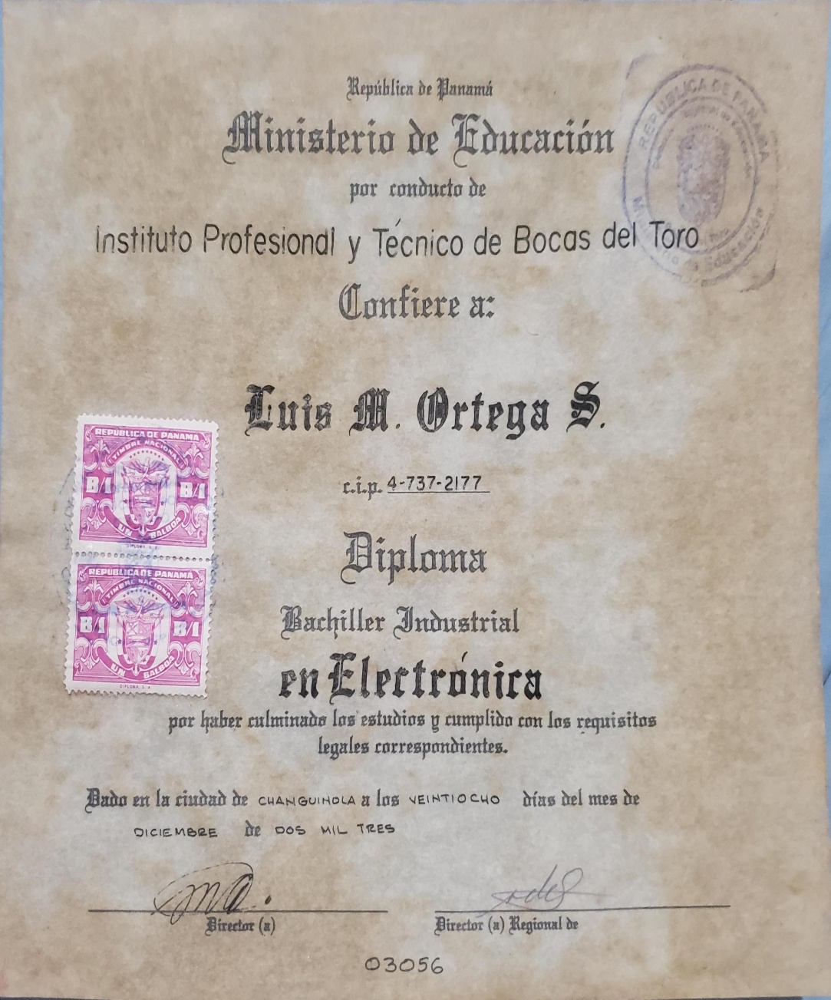 República de Panamá
Ministerio de Educación
por conducto de
Instituto Profesional y Técnico de Bocas del Toro
Confiere a:
Luis M. Ortega S.
c.i.p. 4-737-2177
Diploma
Bachiller Industrial
en Electrónica
por haber culminado los estudios y cumplido con los requisitos
legales correspondientes.
Dado en la ciudad de CHANGUINOLA a los VEINTIOCHO días del mes de
DICIEMBRE de DOS MIL TRES
Director (a)
Director (a) Regional de
03056
REPUBLICA DE PANAMA
TIMBRE NACIONAL
B/1 B/1
UN BALBOA
DIPLOMA, S. A.
REPUBLICA DE PANAMÁ
TIMBRE NACIONAL
B/1 B/1
UN BALBOA
DIPLOMA, S. A.
REPUBLICA DE PANAMA
de Educación